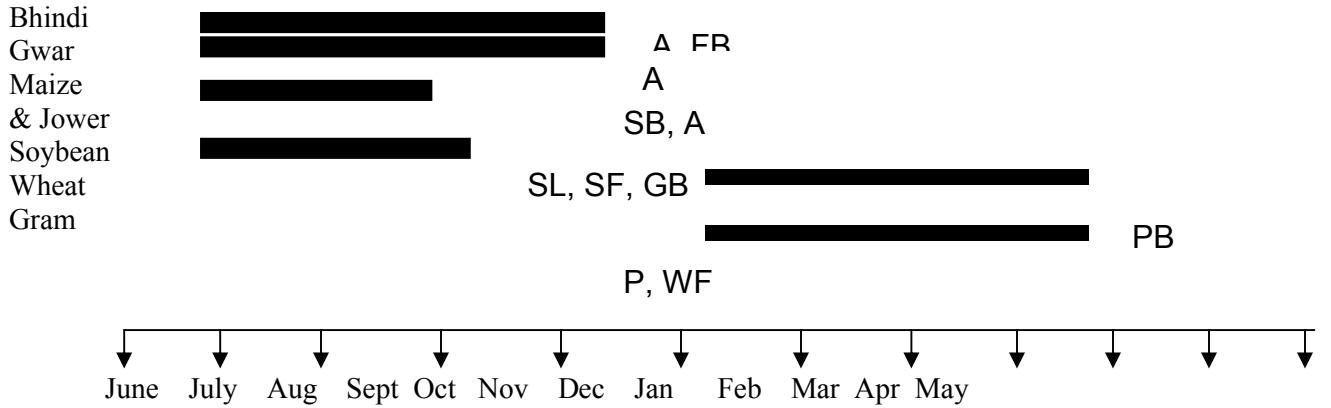 Bhindi
Gwar
A
Maize
A
& Jower
SB, A
Soybean
Wheat
SL, SF, GB
Gram
PB
P, WF
June July Aug Sept Oct Nov Dec Jan Feb Mar Apr May